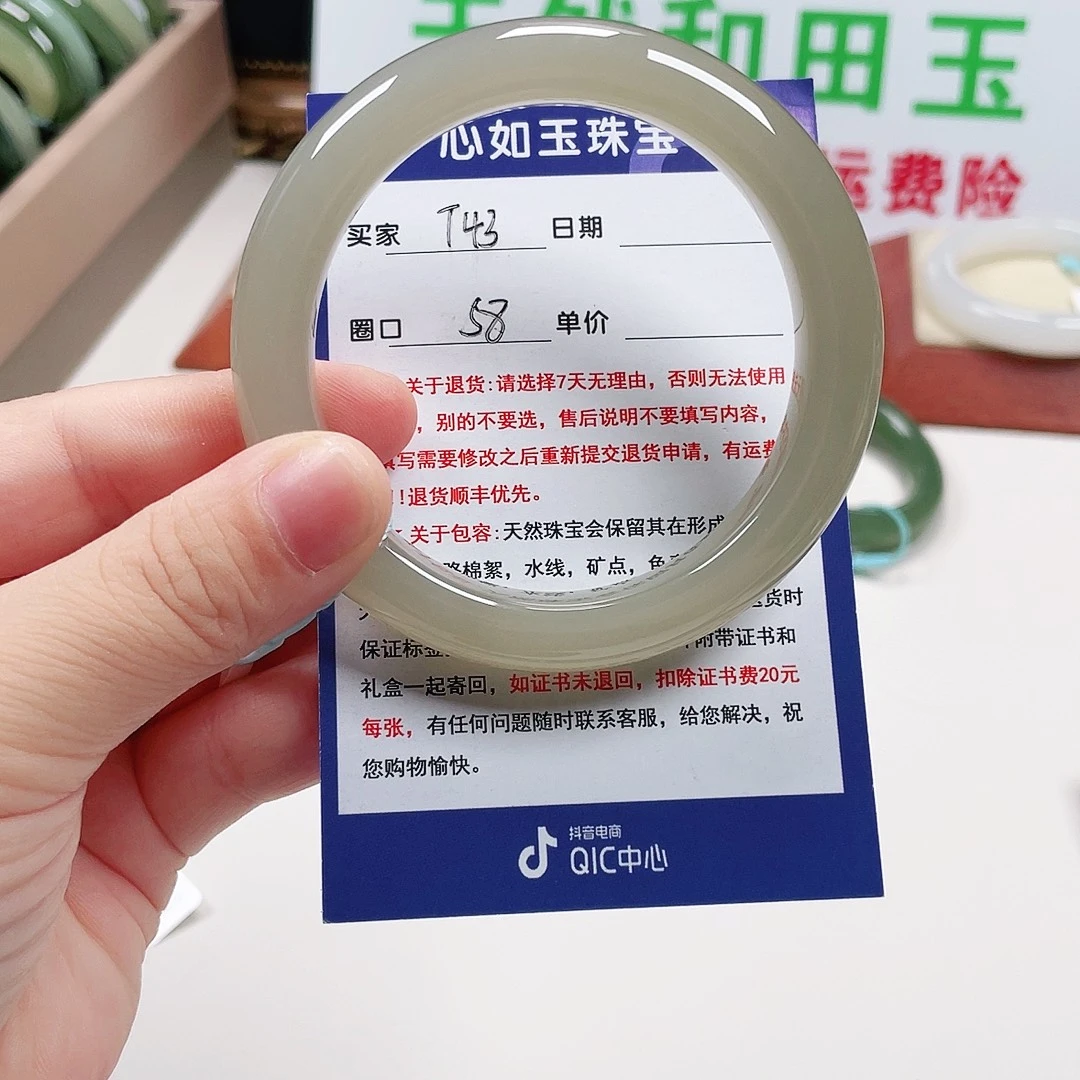 和田玉
运费险
心如玉珠宝
买家 T43 日期
圈口 58 单价
关于退货:请选择7天无理由，否则无法使用
，别的不要选，售后说明不要填写内容，
写需要修改之后重新提交退货申请，有运费
!退货顺丰优先。
关于包容:天然珠宝会保留其在形成
棉絮，水线，矿点，
货时
保证标签 附带证书和
礼盒一起寄回，如证书未退回，扣除证书费20元
每张，有任何问题随时联系客服，给您解决，祝
您购物愉快。
抖音电商
QIC中心